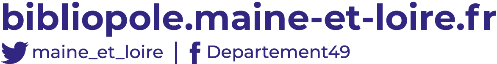 bibliopole.maine-et-loire.fr
maine_et_loire | Departement49